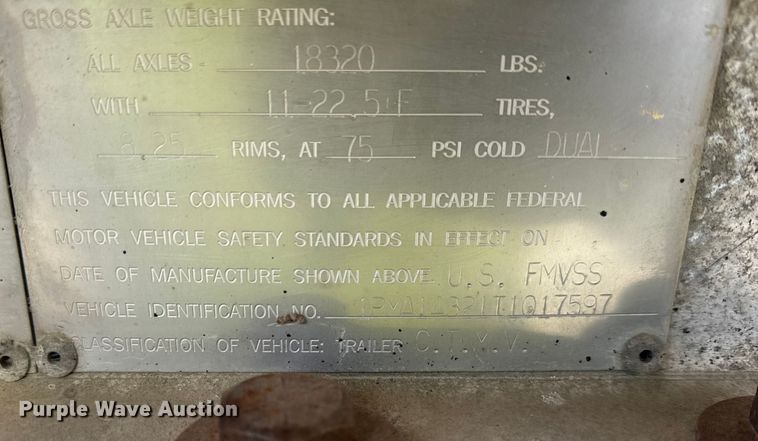 GROSS AXLE WEIGHT RATING:
ALL AXLES 18320 LBS.
WITH 11-22.5-F TIRES,
8.25 RIMS, AT 75 PSI COLD DUAL
THIS VEHICLE CONFORMS TO ALL APPLICABLE FEDERAL
MOTOR VEHICLE SAFETY STANDARDS IN EFFECT ON
DATE OF MANUFACTURE SHOWN ABOVE. U.S. FMVSS
VEHICLE IDENTIFICATION NO.
CLASSIFICATION OF VEHICLE: TRAILER
Purple Wave Auction